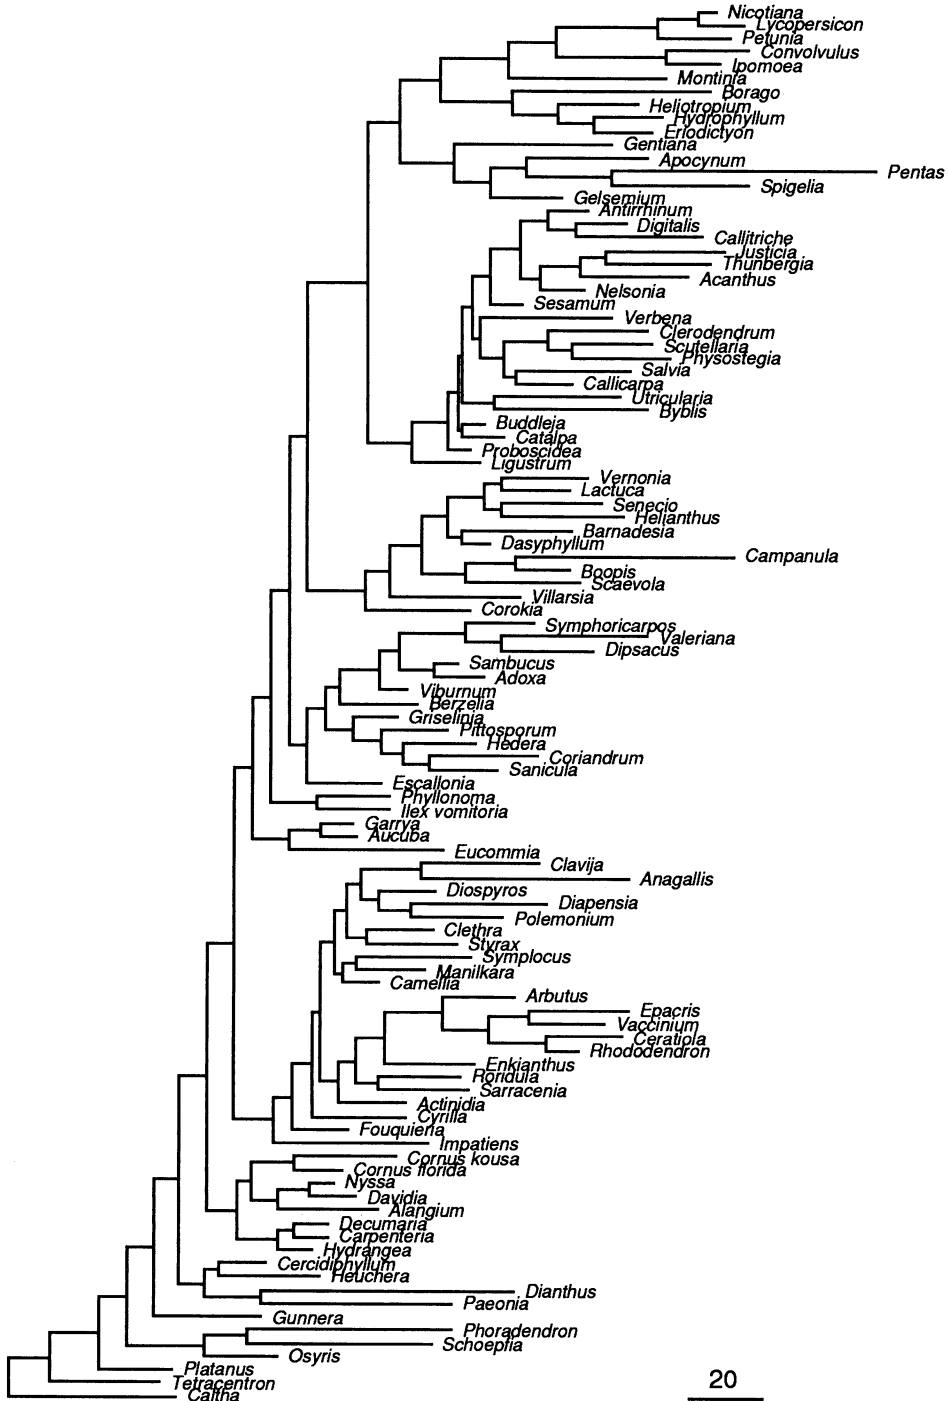 Nicotiana
Lycopersicon
Petunia
Convolvulus
Ipomoea
Montinia
Borago
Heliotropium
Hydrophyllum
Eriodictyon
Gentiana
Apocynum
Pentas
Spigelia
Gelsemium
Antirrhinum
Digitalis
Callitriche
Justicia
Thunbergia
Acanthus
Nelsonia
Sesamum
Verbena
Clerodendrum
Scutellaria
Physostegia
Salvia
Callicarpa
Utricularia
Byblis
Buddleja
Catalpa
Proboscidea
Ligustrum
Vernonia
Lactuca
Senecio
Helianthus
Barnadesia
Dasyphyllum
Campanula
Boopis
Scaevola
Villarsia
Corokia
Symphoricarpos
Valeriana
Dipsacus
Sambucus
Adoxa
Viburnum
Berzelia
Griselinia
Pittosporum
Hedera
Coriandrum
Sanicula
Escallonia
Phyllonoma
Ilex vomitoria
Garrya
Aucuba
Eucommia
Clavija
Anagallis
Diospyros
Diapensia
Polemonium
Clethra
Styrax
Symplocus
Manilkara
Camellia
Arbutus
Epacris
Vaccinium
Ceratiola
Rhododendron
Enkianthus
Roridula
Sarracenia
Actinidia
Cyrilla
Fouquieria
Impatiens
Cornus kousa
Cornus florida
Nyssa
Davidia
Alangium
Decumaria
Carpenteria
Hydrangea
Cercidiphyllum
Heuchera
Dianthus
Paeonia
Gunnera
Phoradendron
Schoepfia
Osyris
Platanus
Tetracentron
Caltha
20